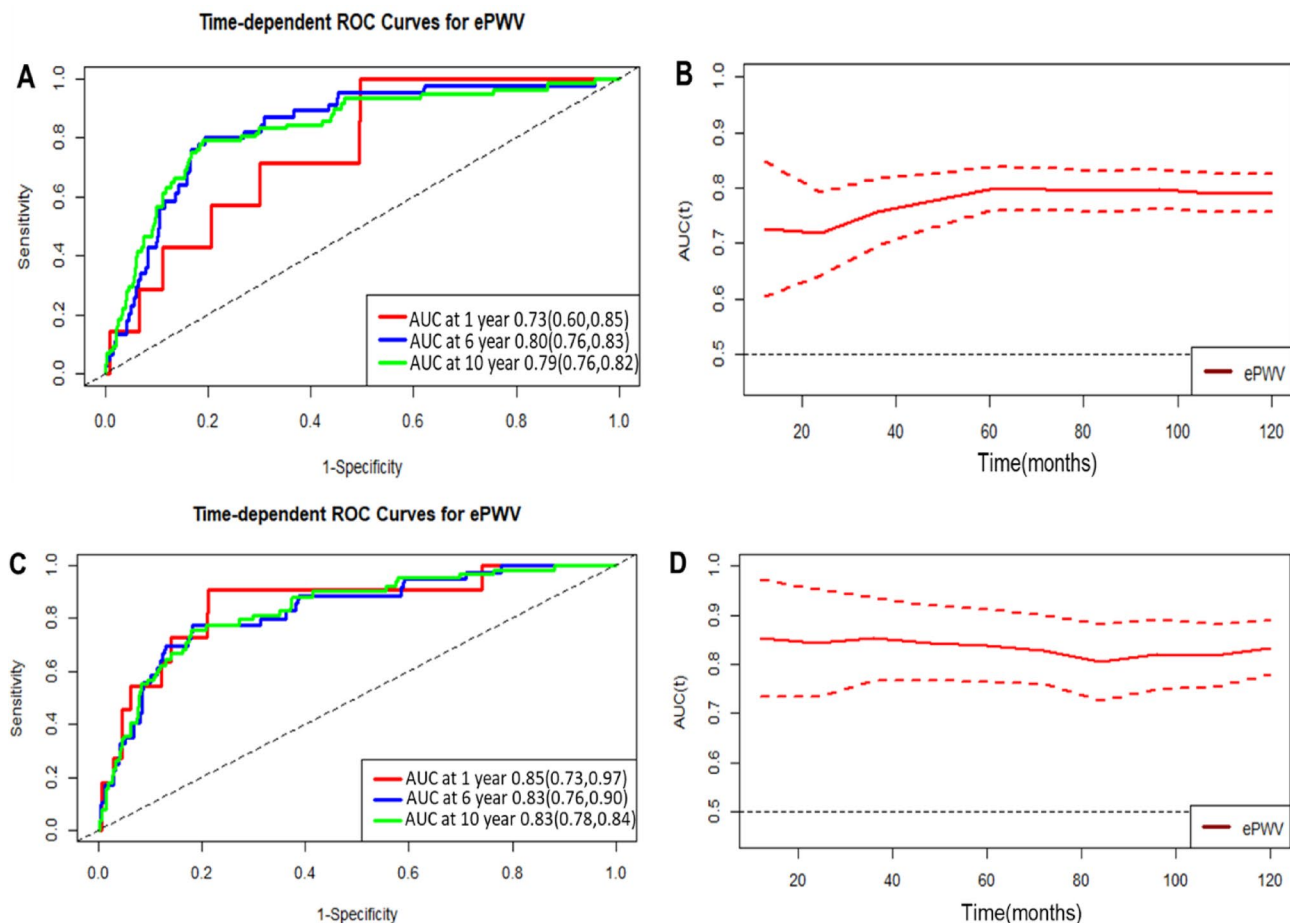 Time-dependent ROC Curves for ePWV
A
Sensitivity
0.0 0.2 0.4 0.6 0.8 1.0
0.0 0.2 0.4 0.6 0.8 1.0
1-Specificity
AUC at 1 year 0.73(0.60,0.85)
AUC at 6 year 0.80(0.76,0.83)
AUC at 10 year 0.79(0.76,0.82)
B
AUC(t)
0.5 0.6 0.7 0.8 0.9 1.0
20 40 60 80 100 120
Time(months)
ePWV
Time-dependent ROC Curves for ePWV
C
Sensitivity
0.0 0.2 0.4 0.6 0.8 1.0
0.0 0.2 0.4 0.6 0.8 1.0
1-Specificity
AUC at 1 year 0.85(0.73,0.97)
AUC at 6 year 0.83(0.76,0.90)
AUC at 10 year 0.83(0.78,0.84)
D
AUC(t)
0.5 0.6 0.7 0.8 0.9 1.0
20 40 60 80 100 120
Time(months)
ePWV